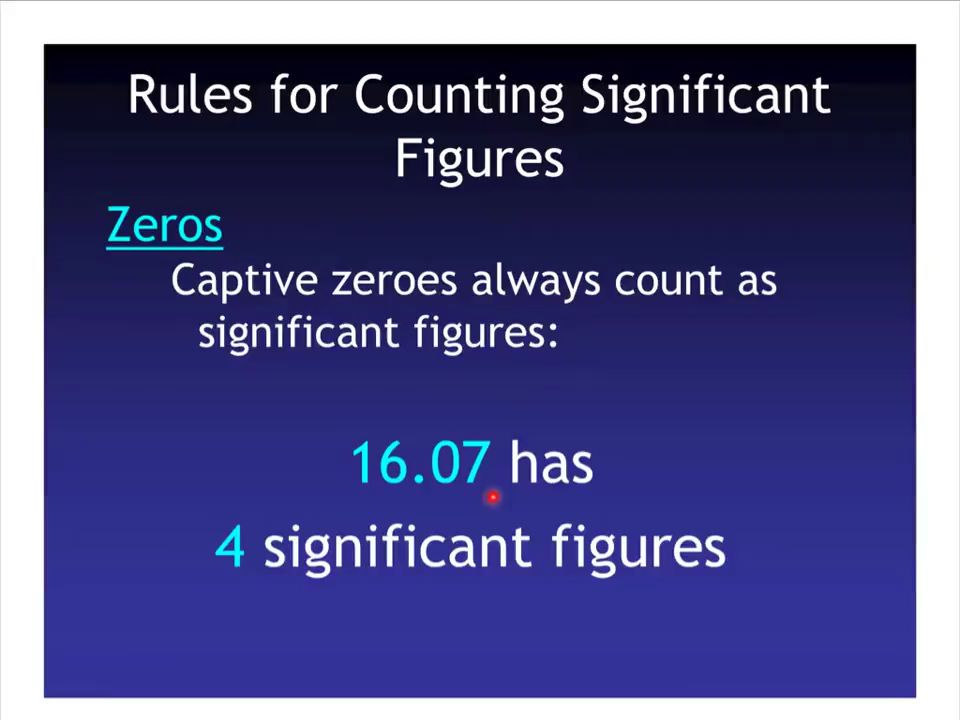 Rules for Counting Significant
Figures
Zeros
Captive zeroes always count as
significant figures:
16.07 has
4 significant figures